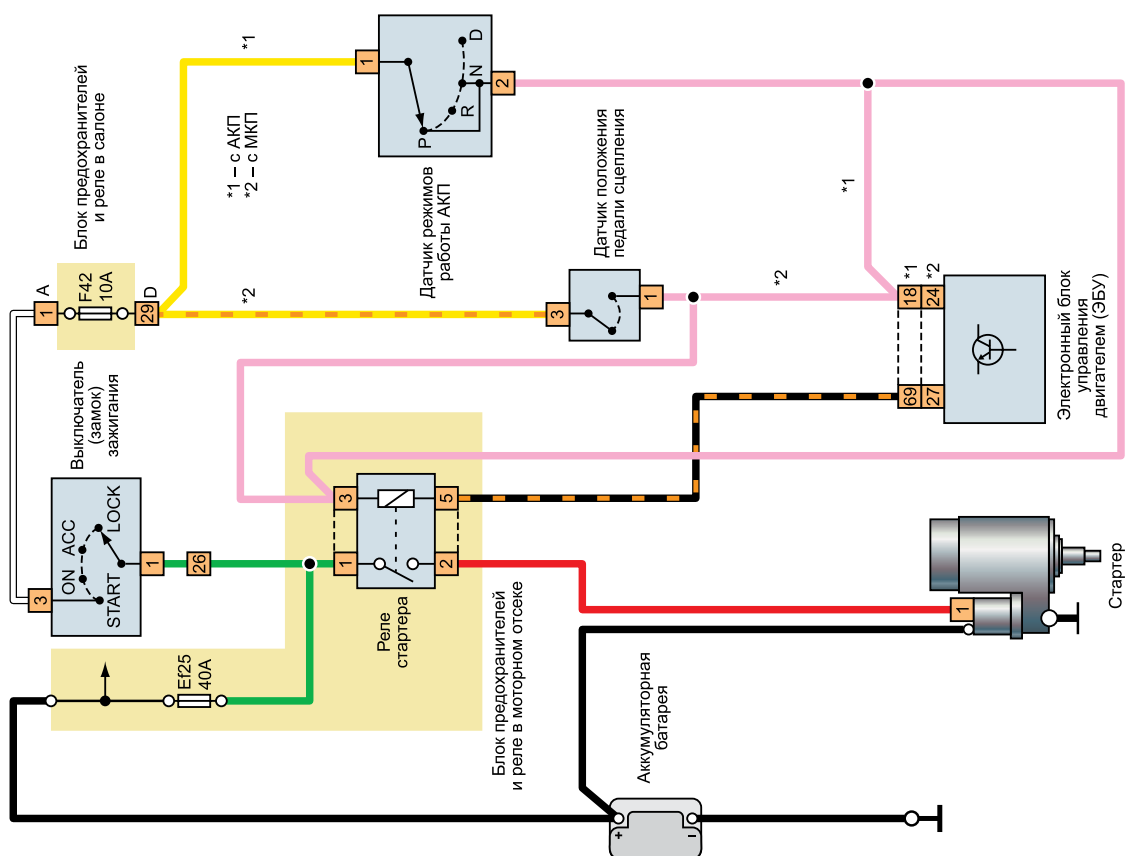 Блок предохранителей
и реле в салоне
A
1
F42
10A
29
D
*1
*2
*1 – с АКП
*2 – с МКП
1
P
R
N
D
2
Датчик режимов
работы АКП
Датчик положения
педали сцепления
3
1
*2
*1
Выключатель
(замок)
зажигания
3
START
ON
ACC
LOCK
1
26
Ef25
40A
3
5
1
2
Реле
стартера
Блок предохранителей
и реле в моторном отсеке
18
*1
24
*2
69
27
Электронный блок
управления
двигателем (ЭБУ)
Аккумуляторная
батарея
+
–
1
Стартер